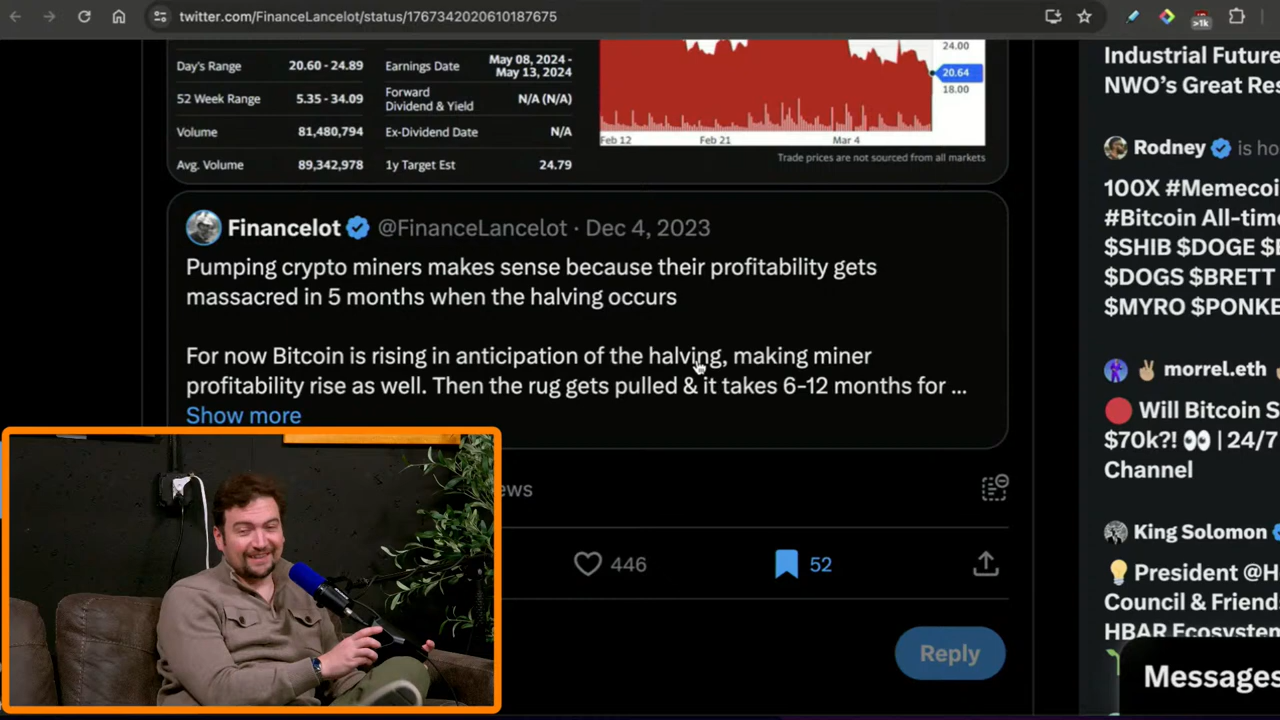 twitter.com/FinanceLancelot/status/1767342020610187675
>1k
Day's Range 20.60 - 24.89 Earnings Date May 08, 2024 - May 13, 2024
52 Week Range 5.35 - 34.09 Forward Dividend & Yield N/A (N/A)
Volume 81,480,794 Ex-Dividend Date N/A
Avg. Volume 89,342,978 1y Target Est 24.79
24.00
20.64
18.00
Feb 12 Feb 21 Mar 4
Trade prices are not sourced from all markets
Financelot @FinanceLancelot · Dec 4, 2023
Pumping crypto miners makes sense because their profitability gets
massacred in 5 months when the halving occurs
For now Bitcoin is rising in anticipation of the halving, making miner
profitability rise as well. Then the rug gets pulled & it takes 6-12 months for ...
Show more
ews
446
52
Reply
Industrial Future
NWO's Great Res
Rodney is ho
100X #Memecoi
#Bitcoin All-time
$SHIB $DOGE $
$DOGS $BRETT
$MYRO $PONKE
morrel.eth
Will Bitcoin S
$70k?! 👀 | 24/7
Channel
King Solomon
President @H
Council & Friend
HBAR Ecosystem
Messages